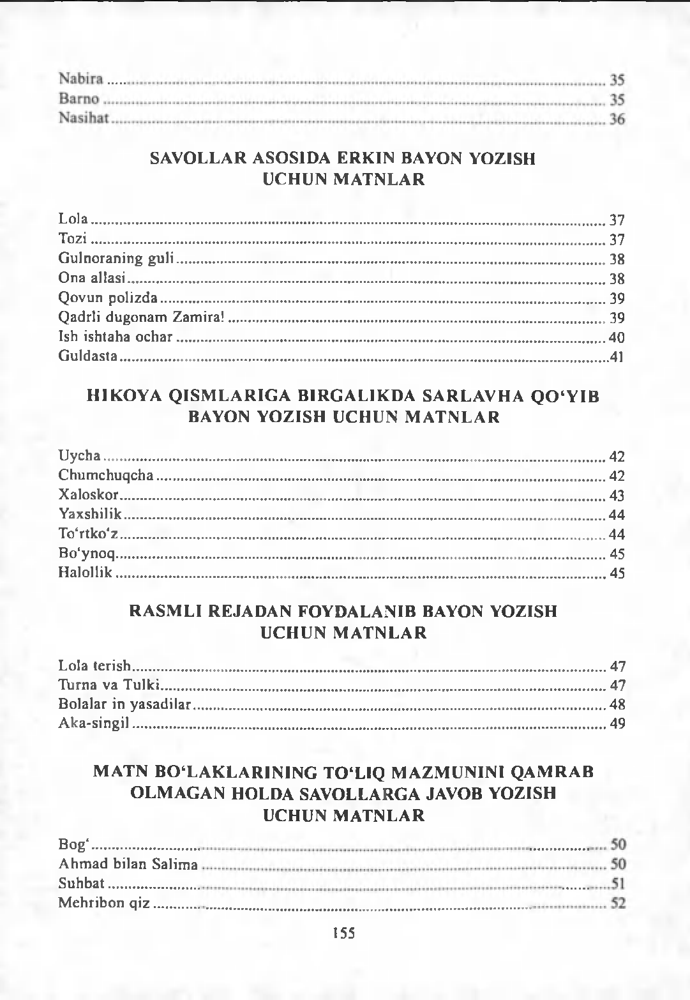 Nabira ........ 35
Barno ........ 35
Nasihat ........ 36
SAVOLLAR ASOSIDA ERKIN BAYON YOZISH
UCHUN MATNLAR
Lola ........ 37
Tozi ........ 37
Gulnoraning guli ........ 38
Ona allasi ........ 38
Qovun polizda ........ 39
Qadrli dugonam Zamira! ........ 39
Ish ishtaha ochar ........ 40
Guldasta ........ 41
HIKOYA QISMLARIGA BIRGALIKDA SARLAVHA QO‘YIB
BAYON YOZISH UCHUN MATNLAR
Uycha ........ 42
Chumchuqcha ........ 42
Xaloskor ........ 43
Yaxshilik ........ 44
To‘rtko‘z ........ 44
Bo‘ynoq ........ 45
Halollik ........ 45
RASMLI REJADAN FOYDALANIB BAYON YOZISH
UCHUN MATNLAR
Lola terish ........ 47
Turna va Tulki ........ 47
Bolalar in yasadilar ........ 48
Aka-singil ........ 49
MATN BO‘LAKLARINING TO‘LIQ MAZMUNINI QAMRAB
OLMAGAN HOLDA SAVOLLARGA JAVOB YOZISH
UCHUN MATNLAR
Bog‘ ........ 50
Ahmad bilan Salima ........ 50
Suhbat ........ 51
Mehribon qiz ........ 52
155